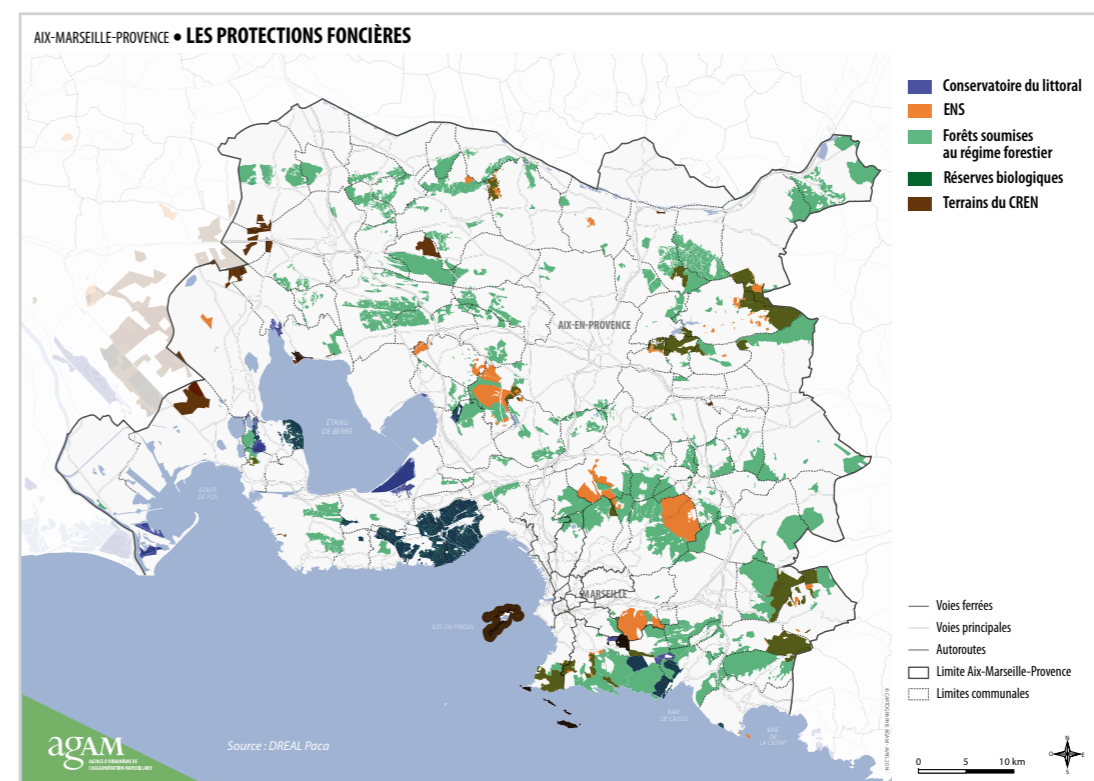 AIX-MARSEILLE-PROVENCE • LES PROTECTIONS FONCIÈRES
Conservatoire du littoral
ENS
Forêts soumises
au régime forestier
Réserves biologiques
Terrains du CREN
AIX-EN-PROVENCE
ÉTANG
DE BERRE
GOLFE
DE FOS
MARSEILLE
ILES DU FRIOUL
BAIE
DE CASSIS
BAIE
DE
LA CIOTAT
Voies ferrées
Voies principales
Autoroutes
Limite Aix-Marseille-Provence
Limites communales
agAM
AGENCE D'URBANISME DE
L'AGGLOMÉRATION MARSEILLAISE
Source : DREAL Paca
0 5 10 km
N
O E
S